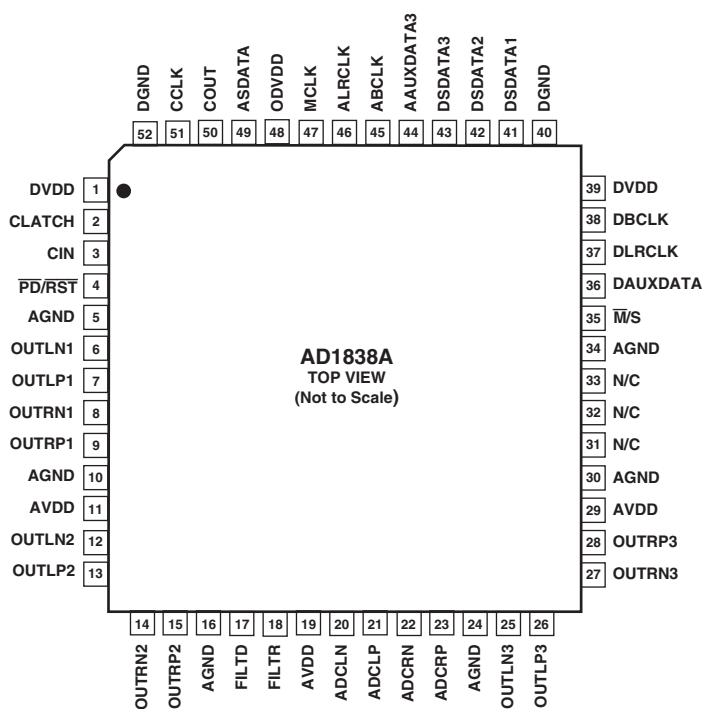 DGND
CCLK
COUT
ASDATA
ODVDD
MCLK
ALRCLK
ABCLK
AAUXDATA3
DSDATA3
DSDATA2
DSDATA1
DGND
52 51 50 49 48 47 46 45 44 43 42 41 40
DVDD 1
CLATCH 2
CIN 3
PD/RST 4
AGND 5
OUTLN1 6
OUTLP1 7
OUTRN1 8
OUTRP1 9
AGND 10
AVDD 11
OUTLN2 12
OUTLP2 13
AD1838A
TOP VIEW
(Not to Scale)
39 DVDD
38 DBCLK
37 DLRCLK
36 DAUXDATA
35 M/S
34 AGND
33 N/C
32 N/C
31 N/C
30 AGND
29 AVDD
28 OUTRP3
27 OUTRN3
14 15 16 17 18 19 20 21 22 23 24 25 26
OUTRN2
OUTRP2
AGND
FILTD
FILTR
AVDD
ADCLN
ADCLP
ADCRN
ADCRP
AGND
OUTLN3
OUTLP3